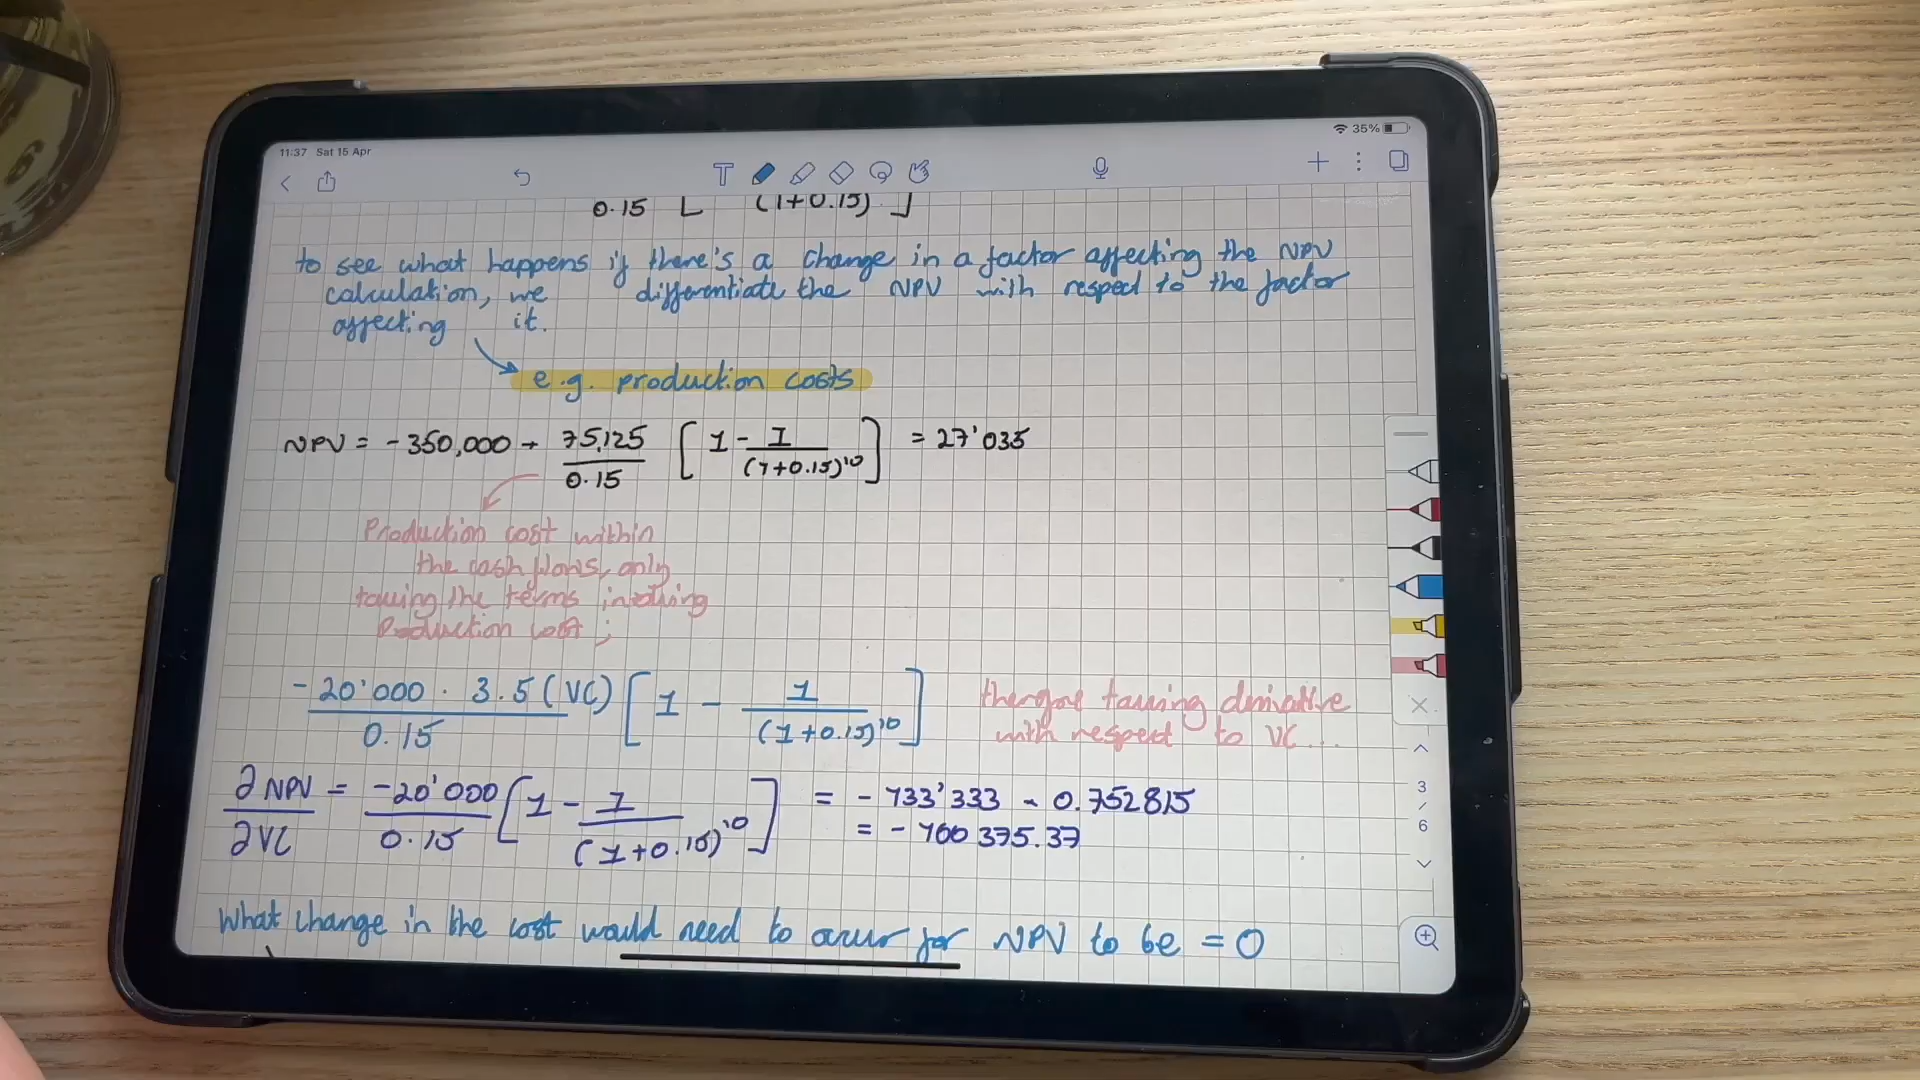 11:37 Sat 15 Apr
35%
0.15 [ (1+0.15) ]
to see what happens if there's a change in a factor affecting the NPV
calculation, we differentiate the NPV with respect to the factor
affecting it.
e.g. production costs
NPV = -350,000 + 75,125/0.15 [1 - 1/(1+0.15)^10] = 27'035
Production cost within
the cash flows, only
taking the terms involving
Production cost;
-20'000 · 3.5 (VC)/0.15 [1 - 1/(1+0.15)^10]
therefore taking derivative
with respect to VC...
∂NPV/∂VC = -20'000/0.15 [1 - 1/(1+0.15)^10] = -133'333 - 0.752815
= -100 375.37
3
/
6
What change in the cost would need to occur for NPV to be = 0